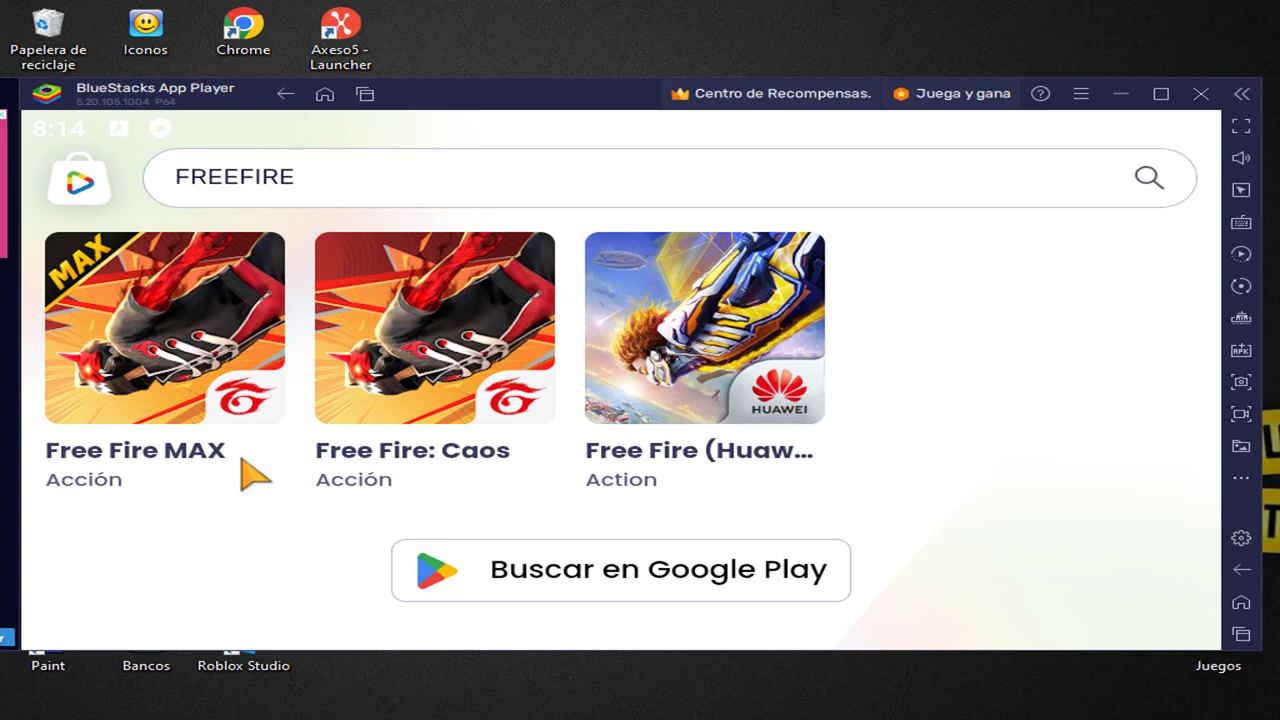 Papelera de
reciclaje
Iconos
Chrome
Axeso5 -
Launcher
BlueStacks App Player
5.20.105.1004 P64
Centro de Recompensas.
Juega y gana
8:14
A
FREEFIRE
MAX
HUAWEI
Free Fire MAX
Acción
Free Fire: Caos
Acción
Free Fire (Huaw...
Action
Buscar en Google Play
Paint
Bancos
Roblox Studio
Juegos